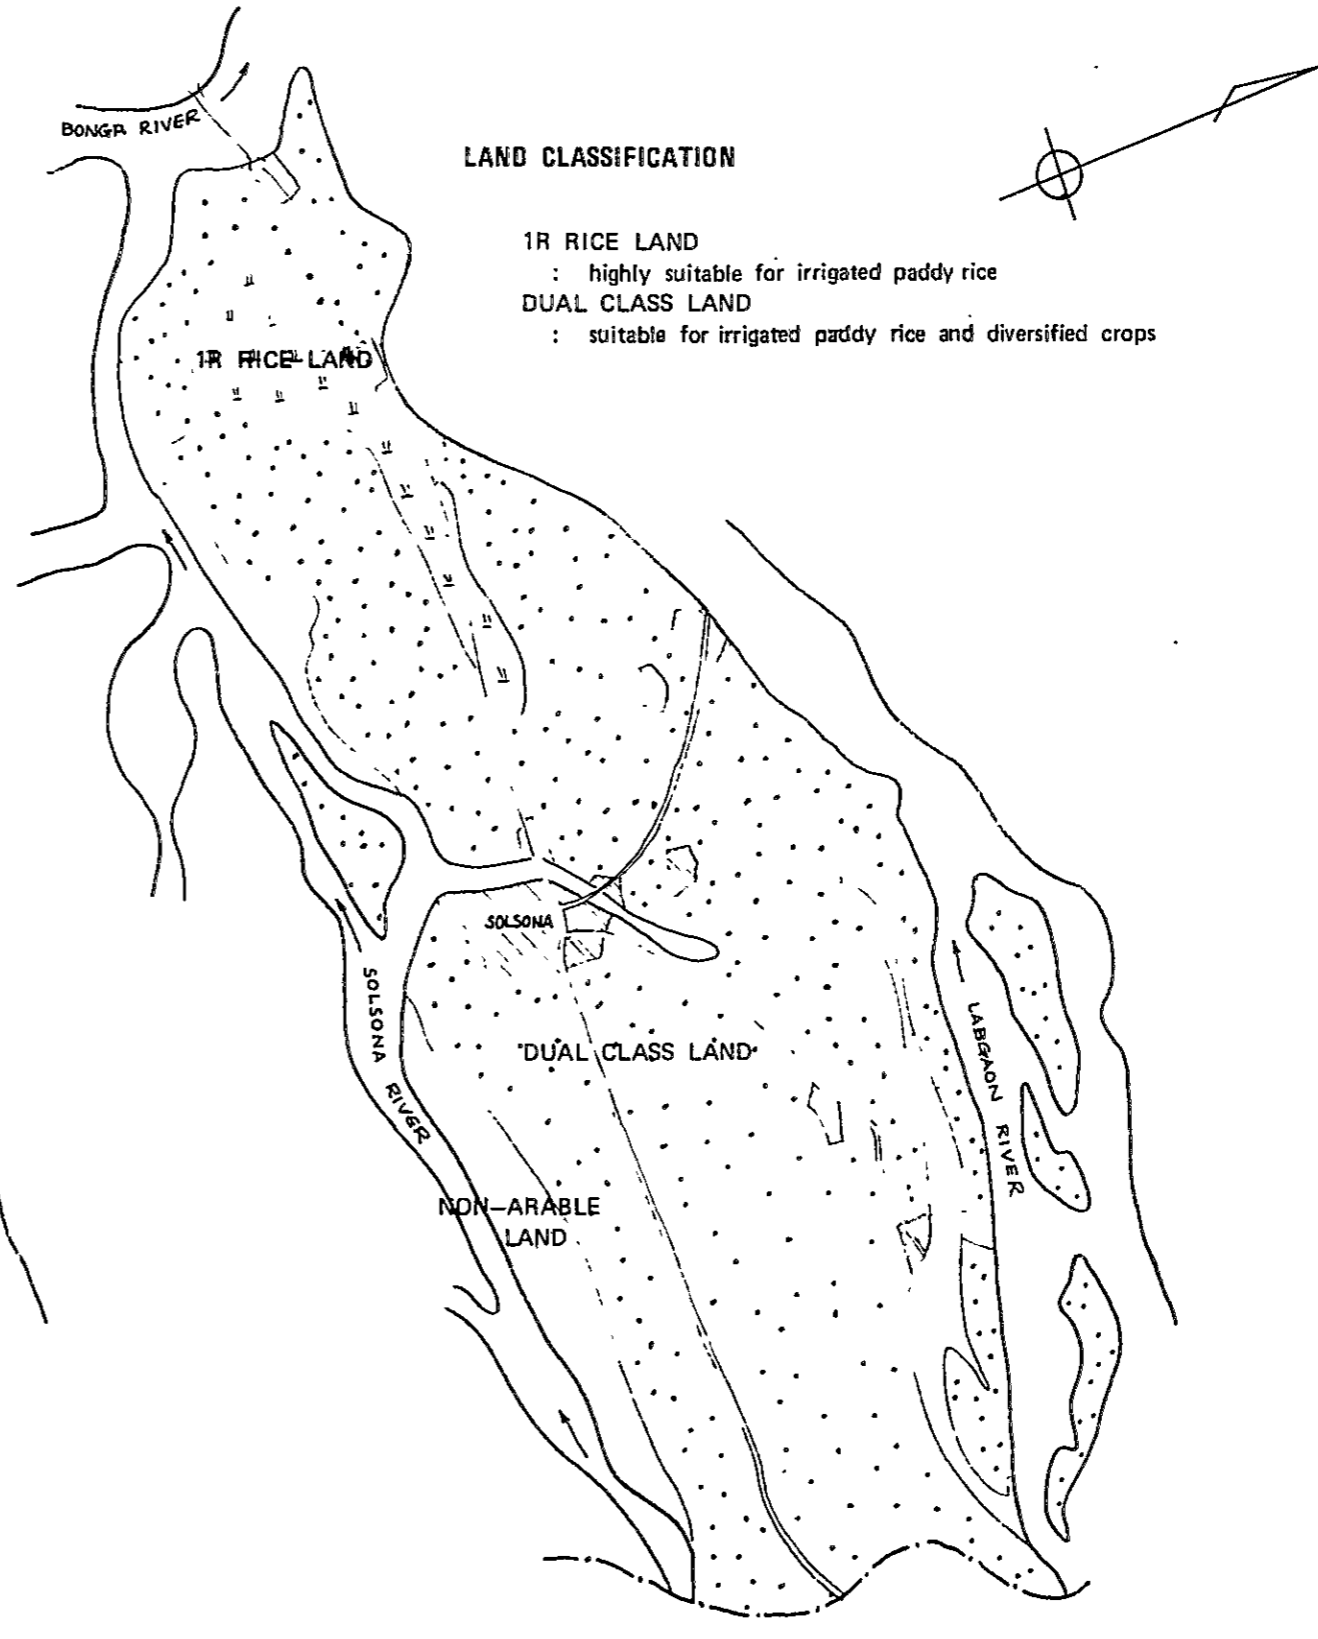 BONGA RIVER
LAND CLASSIFICATION
1R RICE LAND
: highly suitable for irrigated paddy rice
DUAL CLASS LAND
: suitable for irrigated paddy rice and diversified crops
1R RICE LAND
SOLSONA
SOLSONA RIVER
DUAL CLASS LAND
LABGAON RIVER
NON-ARABLE
LAND